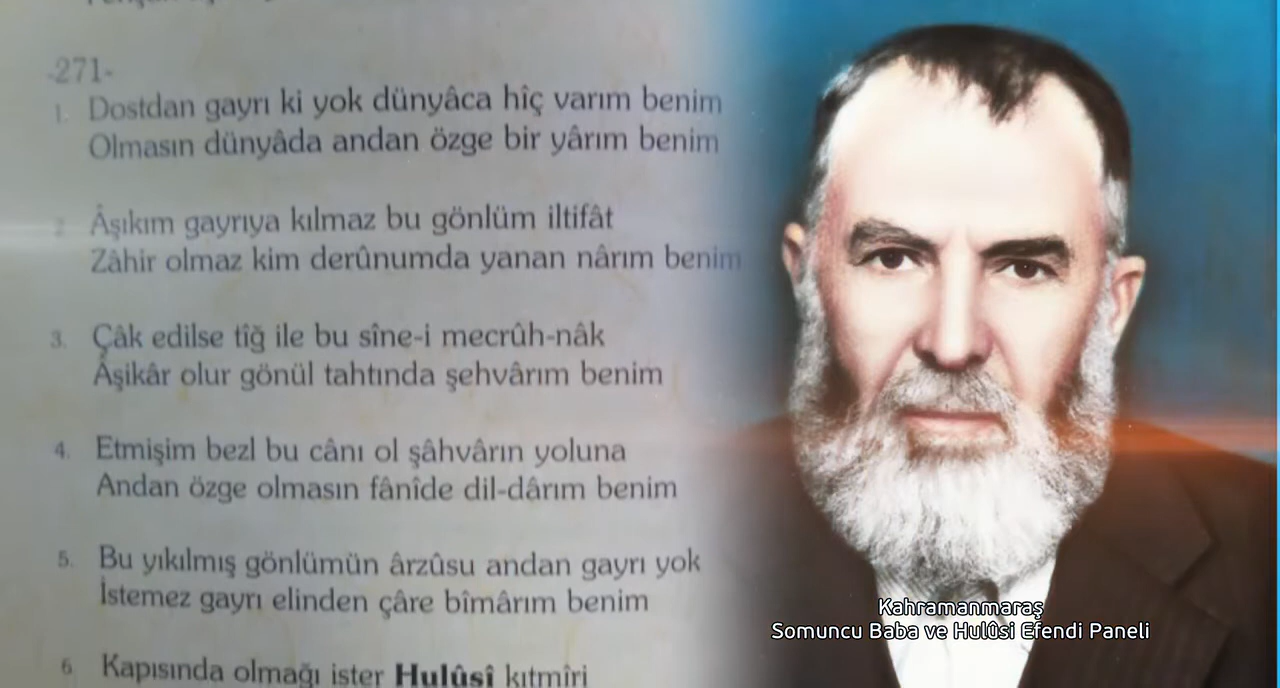 -271-
1. Dostdan gayrı ki yok dünyâca hîç varım benim
Olmasın dünyâda andan özge bir yârım benim
2. Âşıkım gayrıya kılmaz bu gönlüm iltifât
Zâhir olmaz kim derûnumda yanan nârım benim
3. Çâk edilse tîğ ile bu sîne-i mecrûh-nâk
Âşikâr olur gönül tahtında şehvârım benim
4. Etmişim bezl bu cânı ol şâhvârın yoluna
Andan özge olmasın fânîde dil-dârım benim
5. Bu yıkılmış gönlümün ârzûsu andan gayrı yok
İstemez gayrı elinden çâre bîmârım benim
6. Kapısında olmağı ister Hulûsî kıtmîri
Kahramanmaraş
Somuncu Baba ve Hulûsi Efendi Paneli